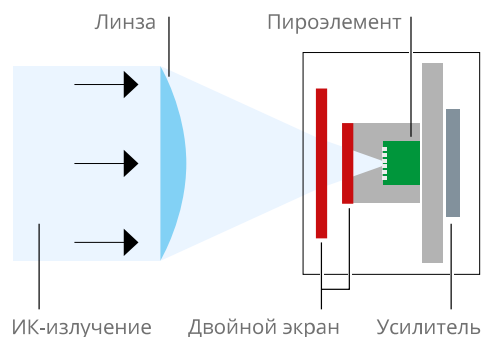 Линза
Пироэлемент
ИК-излучение
Двойной экран
Усилитель